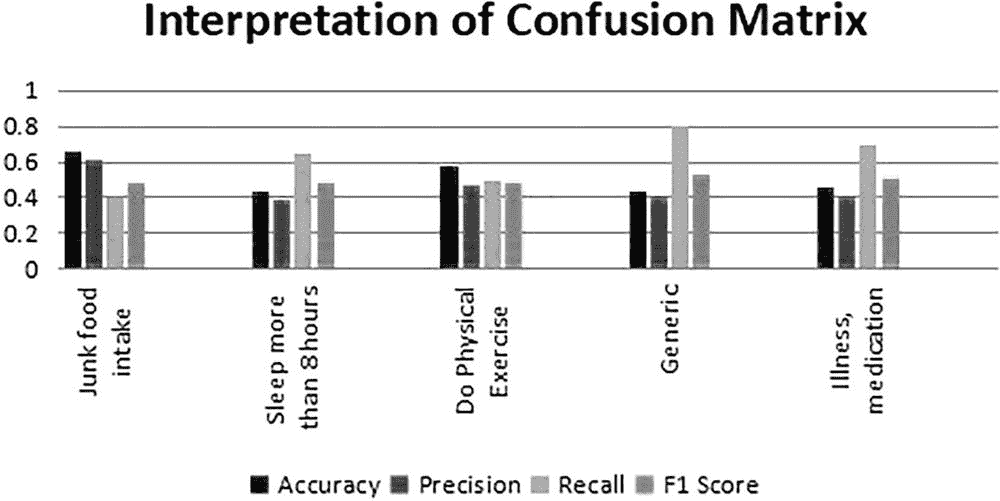 Interpretation of Confusion Matrix
1
0.8
0.6
0.4
0.2
0
Junk food
intake
Sleep more
than 8hours
Do Physical
Exercise
Generic
Illness,
medication
Accuracy Precision Recall F1 Score